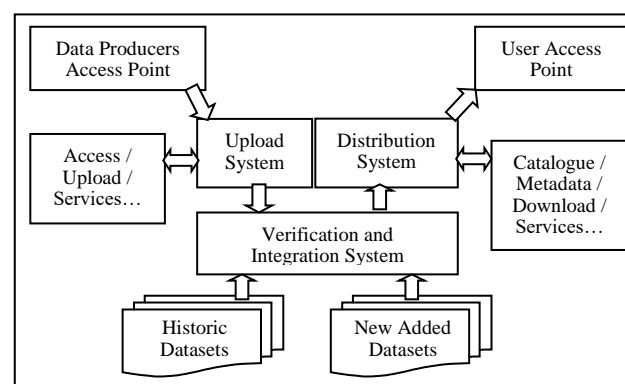 Data Producers
Access Point
User Access
Point
Upload
System
Distribution
System
Access /
Upload /
Services…
Catalogue /
Metadata /
Download /
Services…
Verification and
Integration System
Historic
Datasets
New Added
Datasets